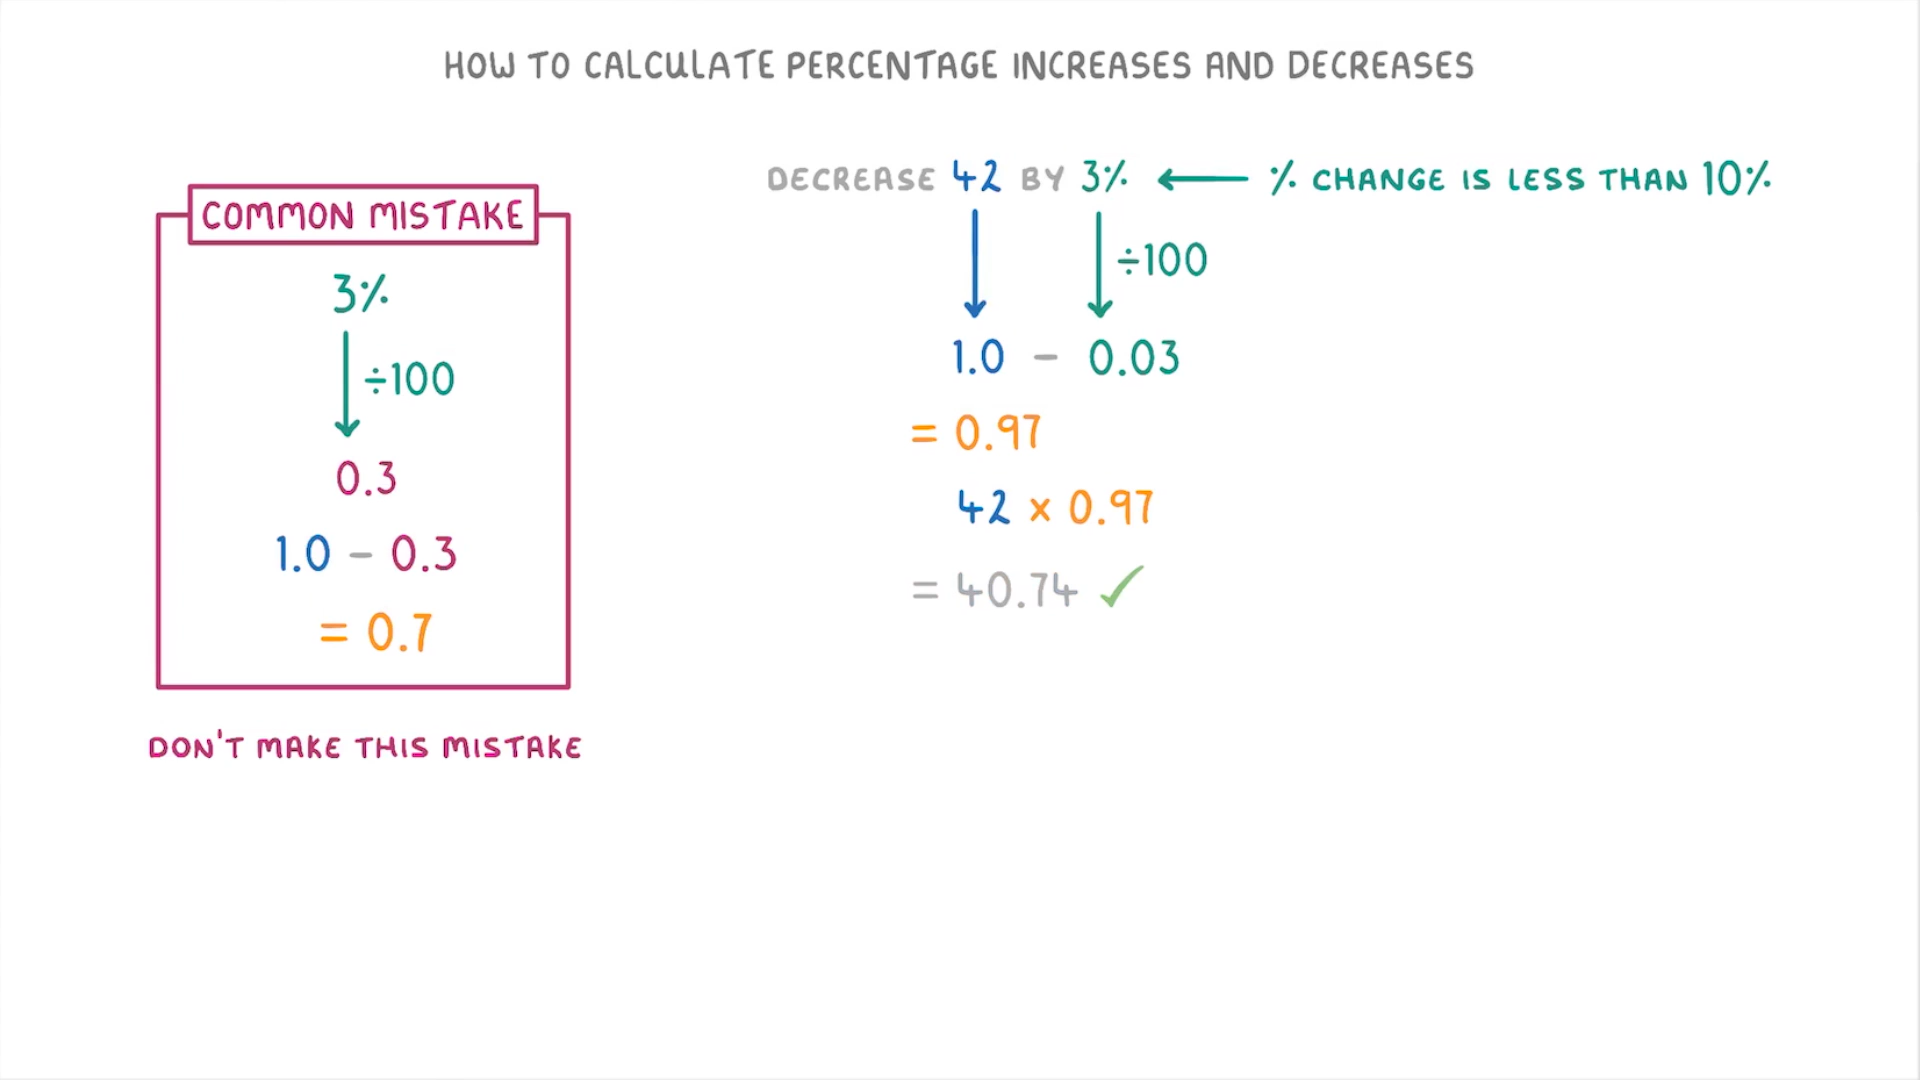 HOW TO CALCULATE PERCENTAGE INCREASES AND DECREASES
COMMON MISTAKE
3%
÷100
0.3
1.0 - 0.3
= 0.7
DON'T MAKE THIS MISTAKE
DECREASE 42 BY 3% ← % CHANGE IS LESS THAN 10%
÷100
1.0 - 0.03
= 0.97
42 x 0.97
= 40.74 ✓